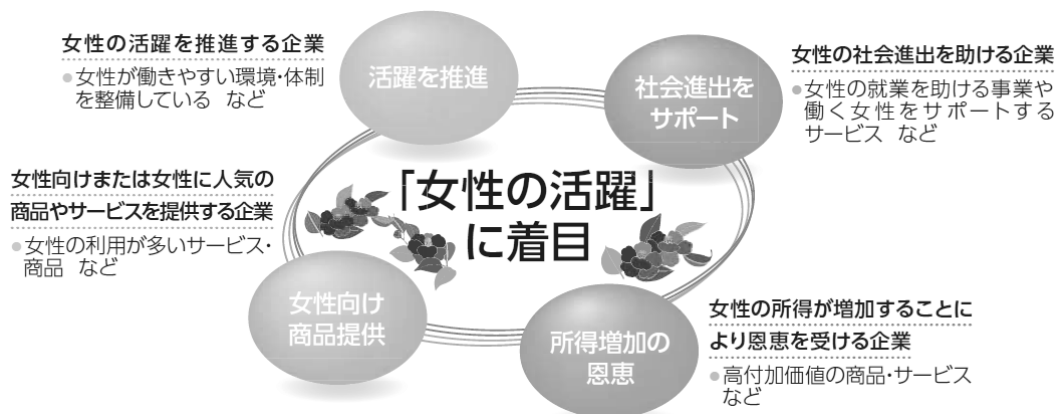 女性の活躍を推進する企業
●女性が働きやすい環境・体制
を整備している など
活躍を推進
社会進出を
サポート
女性の社会進出を助ける企業
●女性の就業を助ける事業や
働く女性をサポートする
サービス など
女性向けまたは女性に人気の
商品やサービスを提供する企業
●女性の利用が多いサービス・
商品 など
「女性の活躍」
に着目
女性向け
商品提供
所得増加の
恩恵
女性の所得が増加することに
より恩恵を受ける企業
●高付加価値の商品・サービス
など